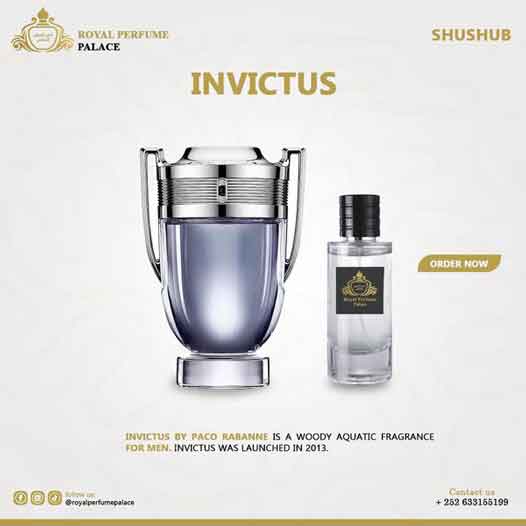 ROYAL PERFUME
PALACE
SHUSHUB
INVICTUS
Royal Perfume
Palace
ORDER NOW
INVICTUS BY PACO RABANNE IS A WOODY AQUATIC FRAGRANCE
FOR MEN. INVICTUS WAS LAUNCHED IN 2013.
follow us
@royalperfumepalace
Contact us
+ 252 633155199